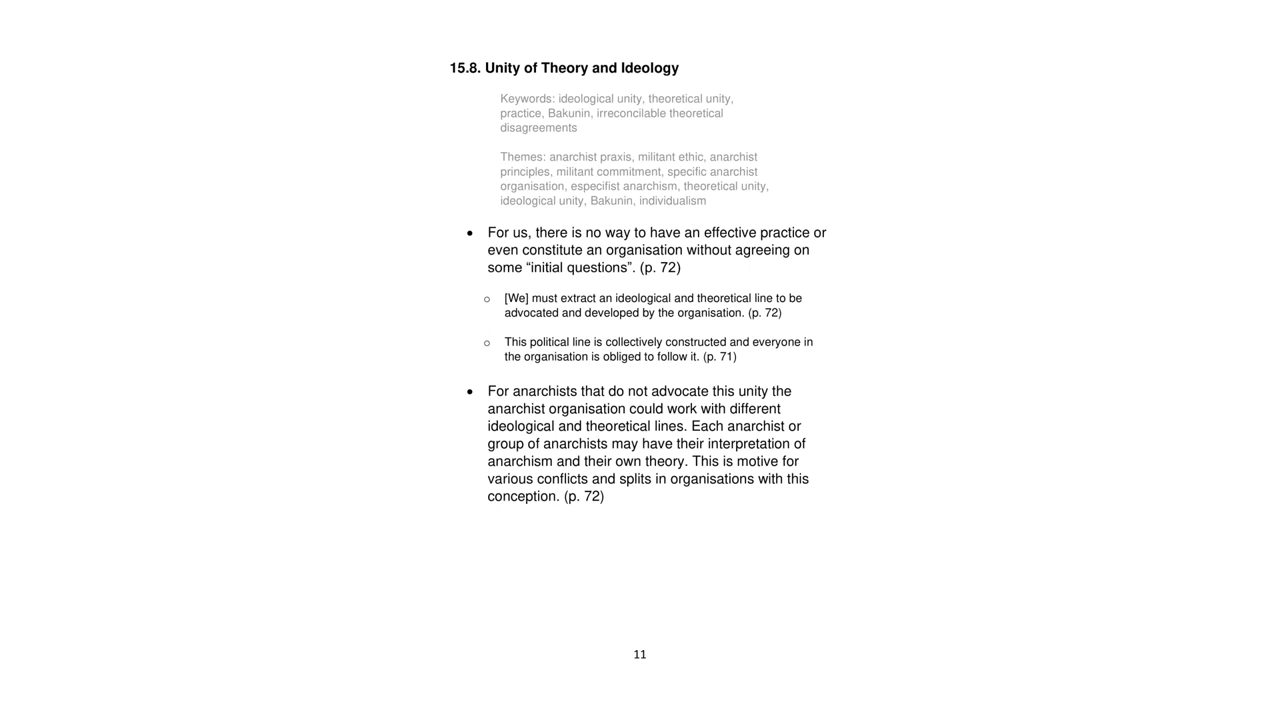 15.8. Unity of Theory and Ideology
Keywords: ideological unity, theoretical unity,
practice, Bakunin, irreconcilable theoretical
disagreements
Themes: anarchist praxis, militant ethic, anarchist
principles, militant commitment, specific anarchist
organisation, especifist anarchism, theoretical unity,
ideological unity, Bakunin, individualism
• For us, there is no way to have an effective practice or
even constitute an organisation without agreeing on
some “initial questions”. (p. 72)
o [We] must extract an ideological and theoretical line to be
advocated and developed by the organisation. (p. 72)
o This political line is collectively constructed and everyone in
the organisation is obliged to follow it. (p. 71)
• For anarchists that do not advocate this unity the
anarchist organisation could work with different
ideological and theoretical lines. Each anarchist or
group of anarchists may have their interpretation of
anarchism and their own theory. This is motive for
various conflicts and splits in organisations with this
conception. (p. 72)
11